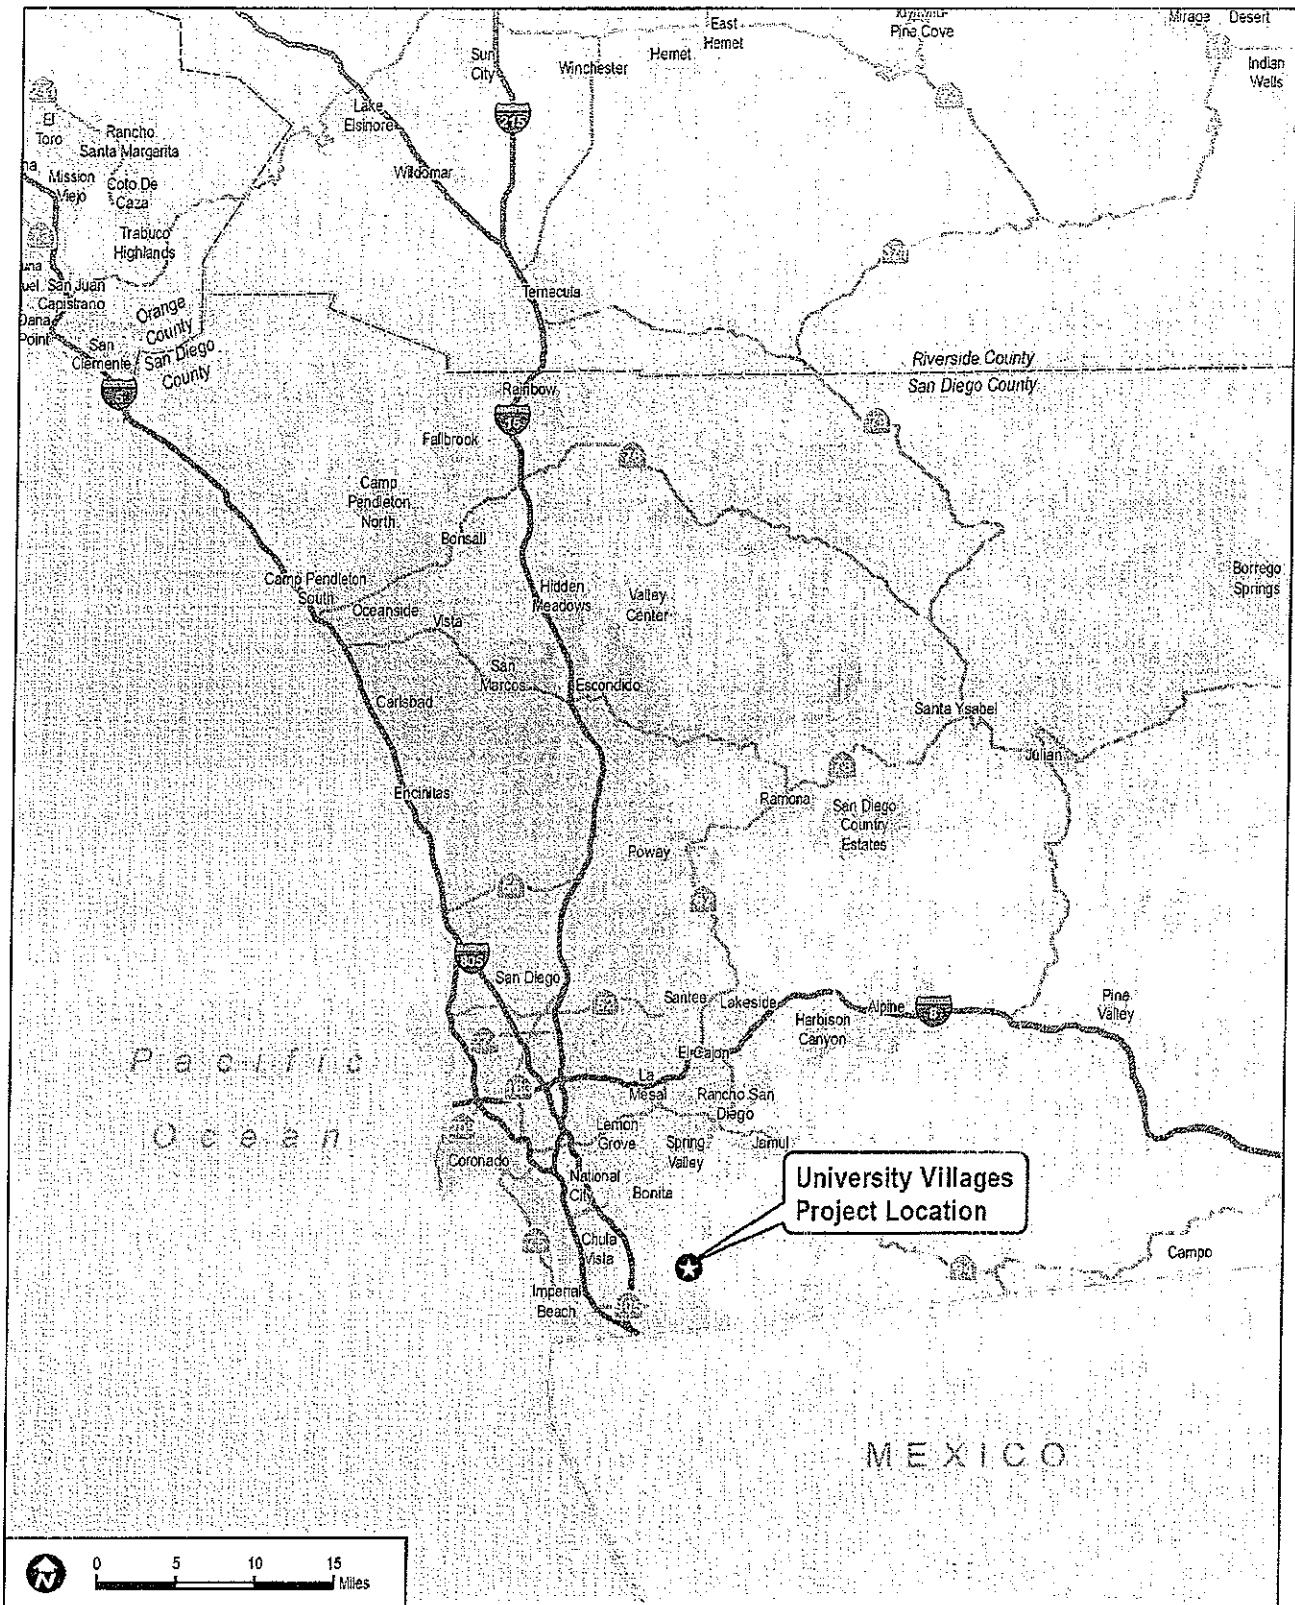 Mirage Desert
East
Hemet
Pine Cove
Hemet
Sun
City
Winchester
Indian
Wells
215
Lake
Elsinore
El
Toro
Rancho
Santa Margarita
Wildomar
Mission
Viejo
Coto De
Caza
Trabuco
Highlands
San Juan
Capistrano
Temecula
Orange
County
Dana
Point
San
Clemente
San Diego
County
Riverside County
San Diego County
Rainbow
15
Fallbrook
Camp
Pendleton
North
Bonsall
Borrego
Springs
Camp Pendleton
South
Hidden
Meadows
Valley
Center
Oceanside
Vista
San
Marcos
Escondido
Carlsbad
Santa Ysabel
Julian
Encinitas
Ramona
San Diego
Country
Estates
Poway
805
San Diego
Santee
Lakeside
Alpine
8
Pine
Valley
Harbison
Canyon
Pacific
Ocean
El Cajon
La
Mesa
Rancho San
Diego
Lemon
Grove
Spring
Valley
Jamul
Coronado
National
City
Bonita
University Villages
Project Location
Chula
Vista
Campo
Imperial
Beach
MEXICO
N
0 5 10 15
Miles